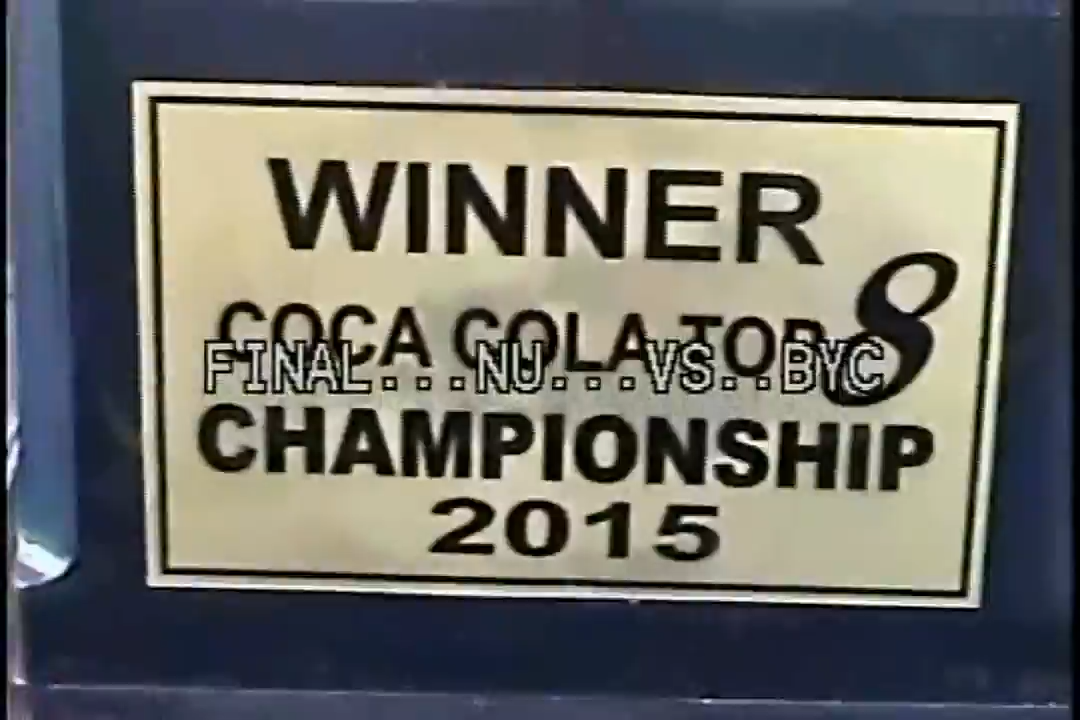 WINNER
COCA COLA TOP 8
FINAL...NU...VS..BYC
CHAMPIONSHIP
2015